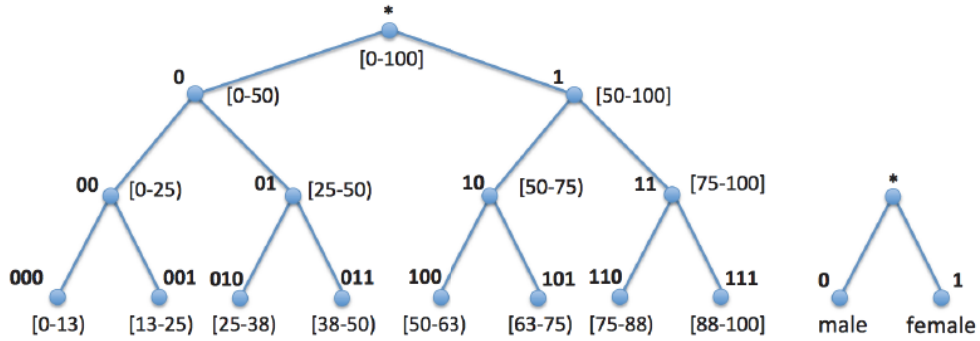 *
[0-100]
0 [0-50) 1 [50-100]
00 [0-25) 01 [25-50) 10 [50-75) 11 [75-100] *
000 001 010 011 100 101 110 111 0 1
[0-13) [13-25) [25-38) [38-50) [50-63) [63-75) [75-88) [88-100] male female